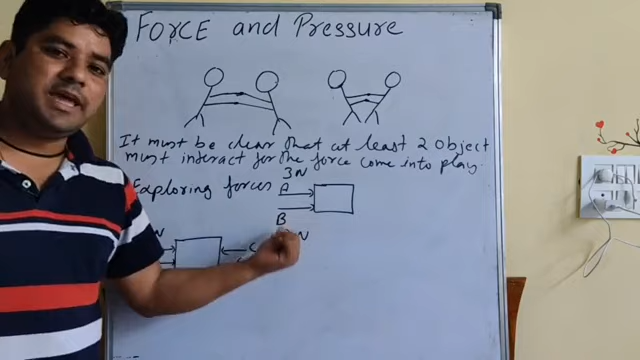 Force and Pressure
It must be clear that at least 2 object
must interact for the force come into play.
3N
Exploring forces A
B
N
N
C